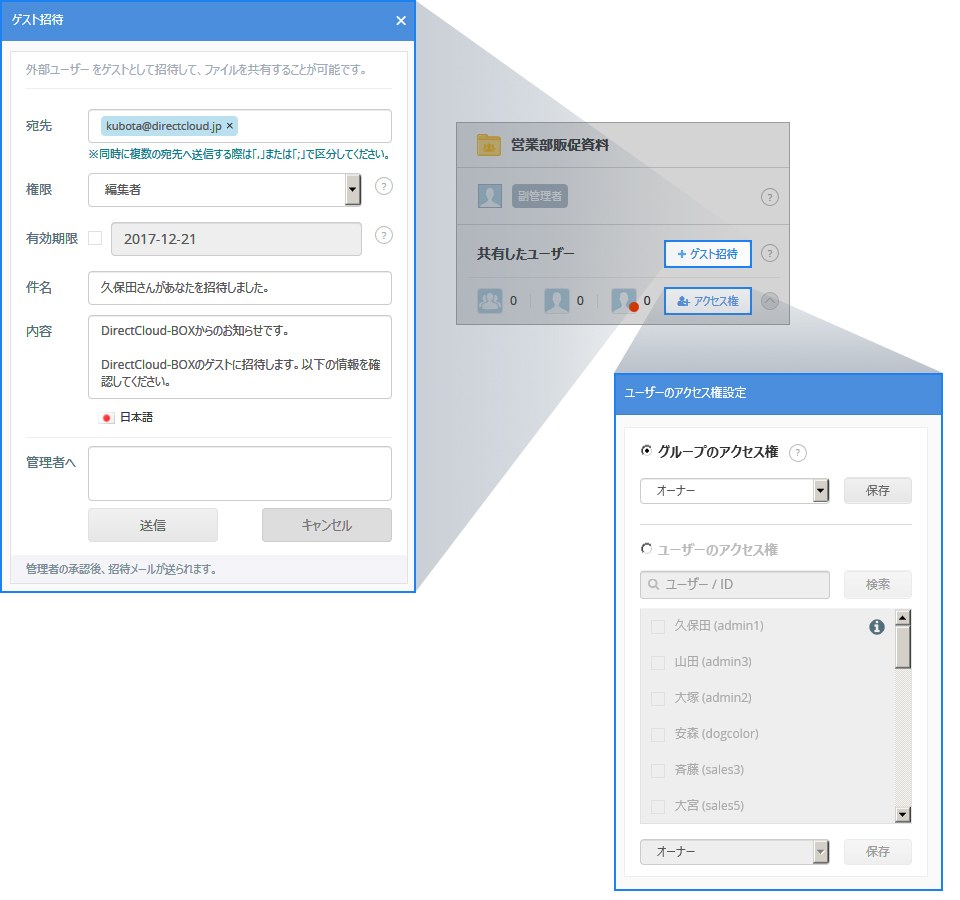 ゲスト招待 ×
外部ユーザーをゲストとして招待して、ファイルを共有することが可能です。
宛先 kubota@directcloud.jp ×
※同時に複数の宛先へ送信する際は「,」または「;」で区分してください。
権限 編集者 ?
有効期限 2017-12-21 ?
件名 久保田さんがあなたを招待しました。
内容 DirectCloud-BOXからのお知らせです。
DirectCloud-BOXのゲストに招待します。以下の情報を確
認してください。
日本語
管理者へ
送信 キャンセル
管理者の承認後、招待メールが送られます。
営業部販促資料
副管理者 ?
共有したユーザー + ゲスト招待 ?
0 0 0 アクセス権
ユーザーのアクセス権設定
グループのアクセス権 ?
オーナー 保存
ユーザーのアクセス権
ユーザー / ID 検索
久保田 (admin1)
山田 (admin3)
大塚 (admin2)
安森 (dogcolor)
斉藤 (sales3)
大宮 (sales5)
オーナー 保存